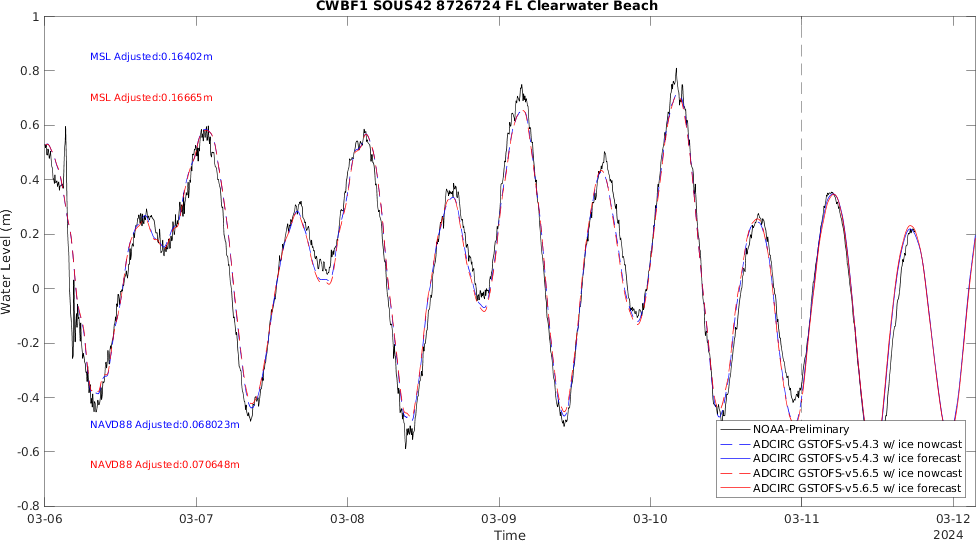 CWBF1 SOUS42 8726724 FL Clearwater Beach
1
0.8
0.6
0.4
0.2
0
-0.2
-0.4
-0.6
-0.8
Water Level (m)
MSL Adjusted:0.16402m
MSL Adjusted:0.16665m
NAVD88 Adjusted:0.068023m
NAVD88 Adjusted:0.070648m
NOAA-Preliminary
ADCIRC GSTOFS-v5.4.3 w/ ice nowcast
ADCIRC GSTOFS-v5.4.3 w/ ice forecast
ADCIRC GSTOFS-v5.6.5 w/ ice nowcast
ADCIRC GSTOFS-v5.6.5 w/ ice forecast
03-06 03-07 03-08 03-09 03-10 03-11 03-12
Time
2024